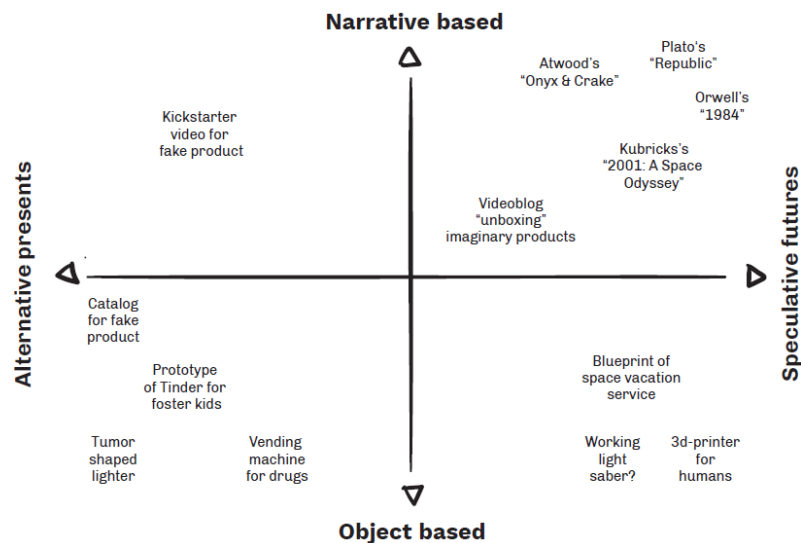 Narrative based
Plato's
"Republic"
Atwood's
"Onyx & Crake"
Orwell's
"1984"
Kickstarter
video for
fake product
Kubricks's
"2001: A Space
Odyssey"
Videoblog
"unboxing"
imaginary products
Alternative presents
Speculative futures
Catalog
for fake
product
Prototype
of Tinder for
foster kids
Blueprint of
space vacation
service
Tumor
shaped
lighter
Vending
machine
for drugs
Working
light
saber?
3d-printer
for
humans
Object based